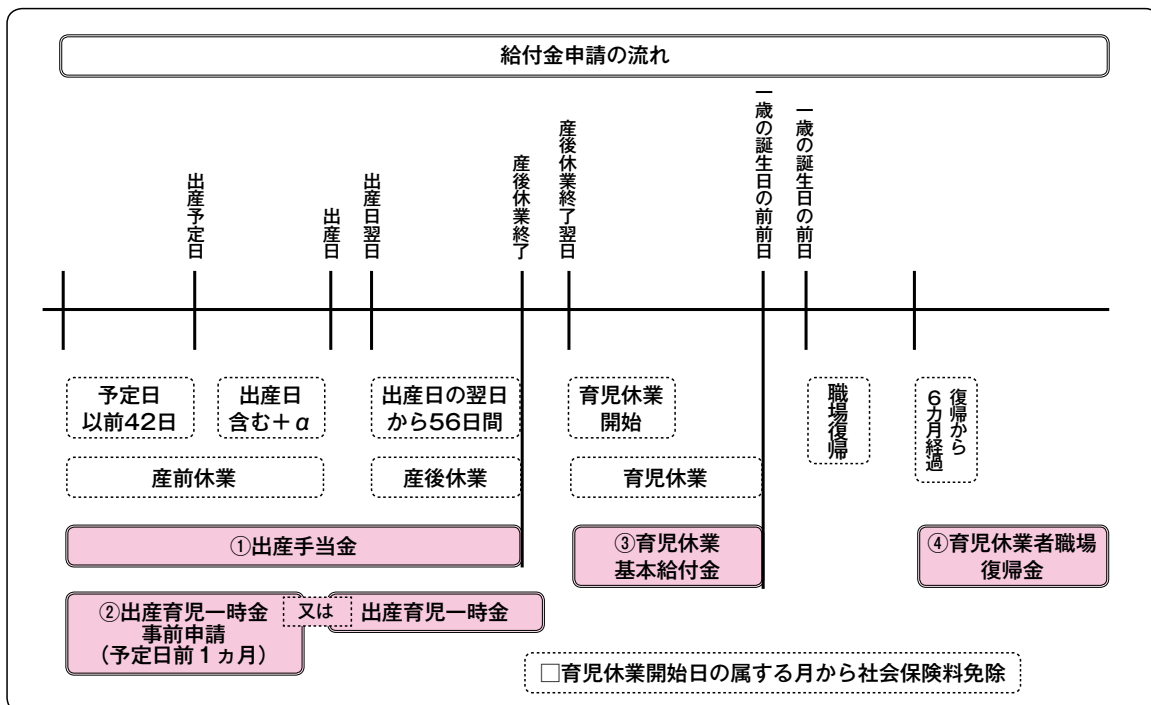 給付金申請の流れ
出産予定日
出産日
出産日翌日
産後休業終了
産後休業終了翌日
一歳の誕生日の前前日
一歳の誕生日の前日
予定日
以前42日
出産日
含む+α
出産日の翌日
から56日間
育児休業
開始
職場復帰
復帰から
6カ月経過
産前休業
産後休業
育児休業
①出産手当金
③育児休業
基本給付金
④育児休業者職場
復帰金
②出産育児一時金
事前申請
(予定日前1ヵ月)
又は
出産育児一時金
□育児休業開始日の属する月から社会保険料免除